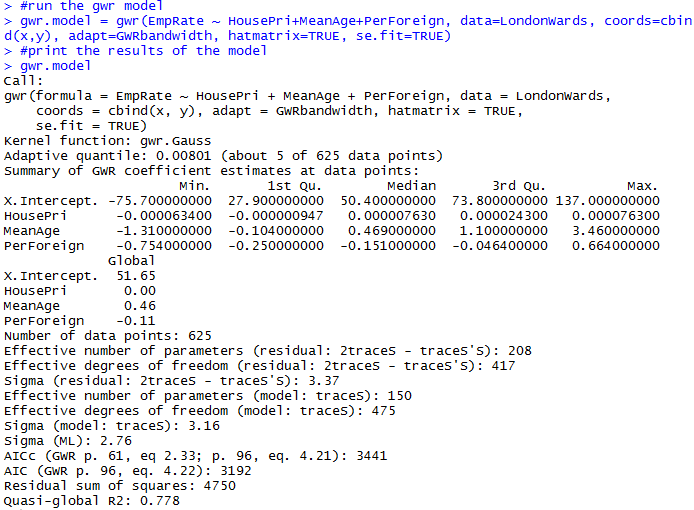 > #run the gwr model
> gwr.model = gwr(EmpRate ~ HousePri+MeanAge+PerForeign, data=LondonWards, coords=cbin
d(x,y), adapt=GWRbandwidth, hatmatrix=TRUE, se.fit=TRUE)
> #print the results of the model
> gwr.model
Call:
gwr(formula = EmpRate ~ HousePri + MeanAge + PerForeign, data = LondonWards,
    coords = cbind(x, y), adapt = GWRbandwidth, hatmatrix = TRUE,
    se.fit = TRUE)
Kernel function: gwr.Gauss
Adaptive quantile: 0.00801 (about 5 of 625 data points)
Summary of GWR coefficient estimates at data points:
                     Min.       1st Qu.        Median       3rd Qu.          Max.
X.Intercept. -75.700000000  27.900000000  50.400000000  73.800000000 137.000000000
HousePri      -0.000063400  -0.000000947   0.000007630   0.000024300   0.000076300
MeanAge       -1.310000000  -0.104000000   0.469000000   1.100000000   3.460000000
PerForeign    -0.754000000  -0.250000000  -0.151000000  -0.046400000   0.664000000
             Global
X.Intercept.  51.65
HousePri       0.00
MeanAge        0.46
PerForeign    -0.11
Number of data points: 625
Effective number of parameters (residual: 2traceS - traceS'S): 208
Effective degrees of freedom (residual: 2traceS - traceS'S): 417
Sigma (residual: 2traceS - traceS'S): 3.37
Effective number of parameters (model: traceS): 150
Effective degrees of freedom (model: traceS): 475
Sigma (model: traceS): 3.16
Sigma (ML): 2.76
AICc (GWR p. 61, eq 2.33; p. 96, eq. 4.21): 3441
AIC (GWR p. 96, eq. 4.22): 3192
Residual sum of squares: 4750
Quasi-global R2: 0.778